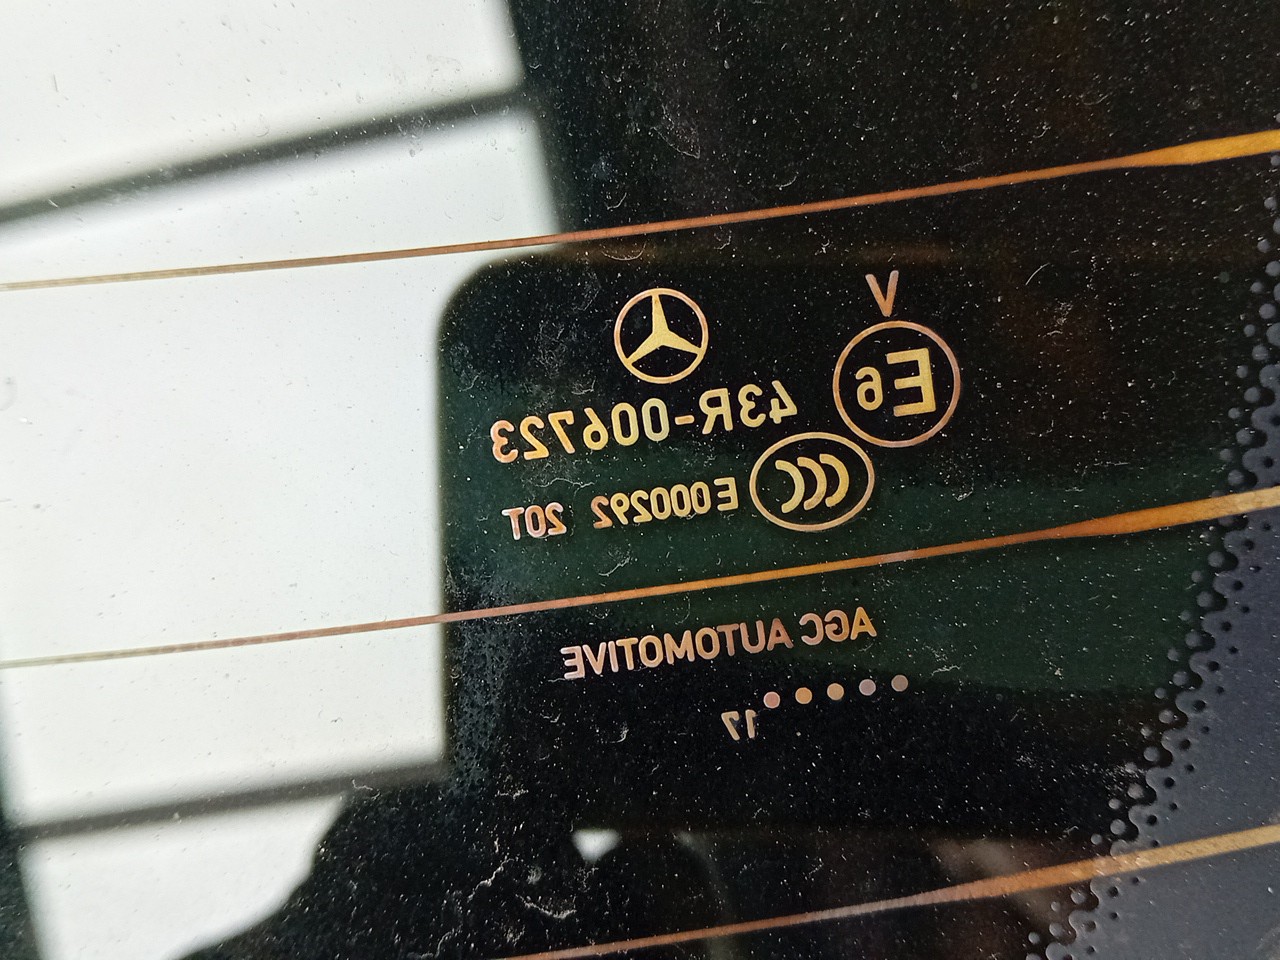 V
E6
43R-006723
CCC E000292 20T
AGC AUTOMOTIVE
.....
17